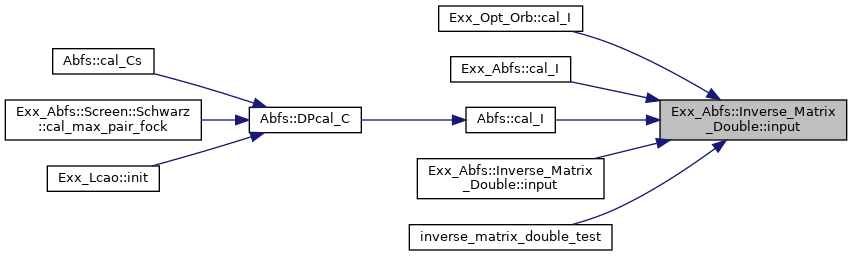 Exx_Opt_Orb::cal_I
Abfs::cal_Cs
Exx_Abfs::cal_I
Exx_Abfs::Screen::Schwarz
::cal_max_pair_fock
Abfs::DPcal_C
Abfs::cal_I
Exx_Abfs::Inverse_Matrix
_Double::input
Exx_Lcao::init
Exx_Abfs::Inverse_Matrix
_Double::input
inverse_matrix_double_test